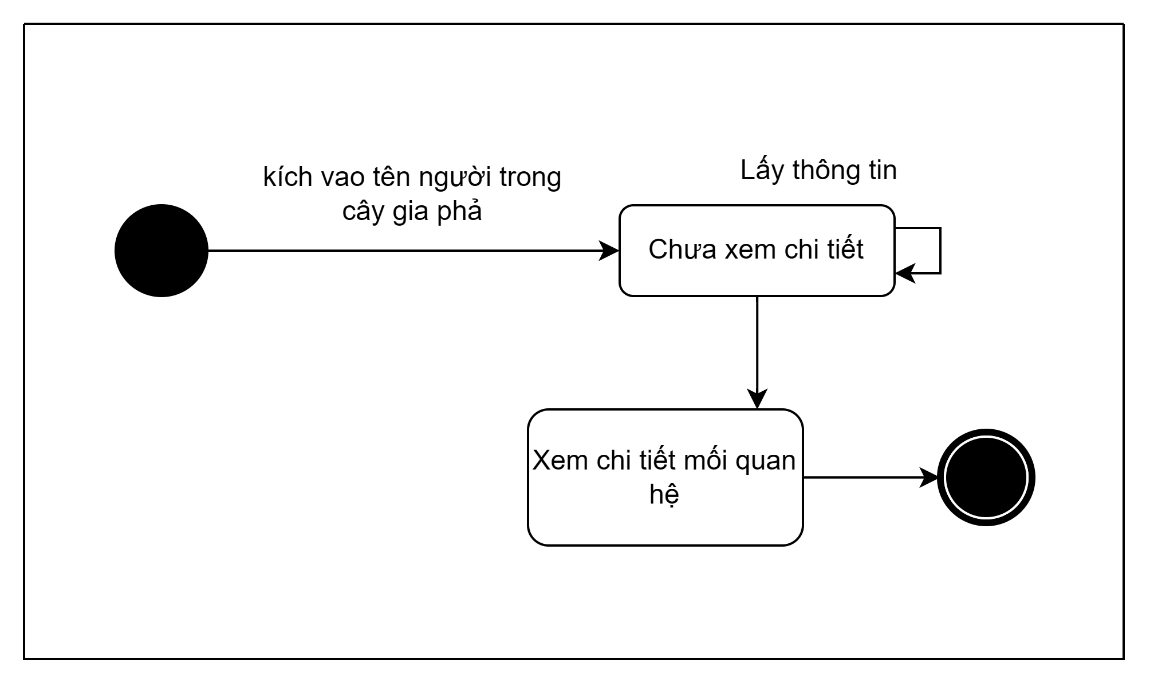 kích vao tên người trong
cây gia phả
Lấy thông tin
Chưa xem chi tiết
Xem chi tiết mối quan
hệ